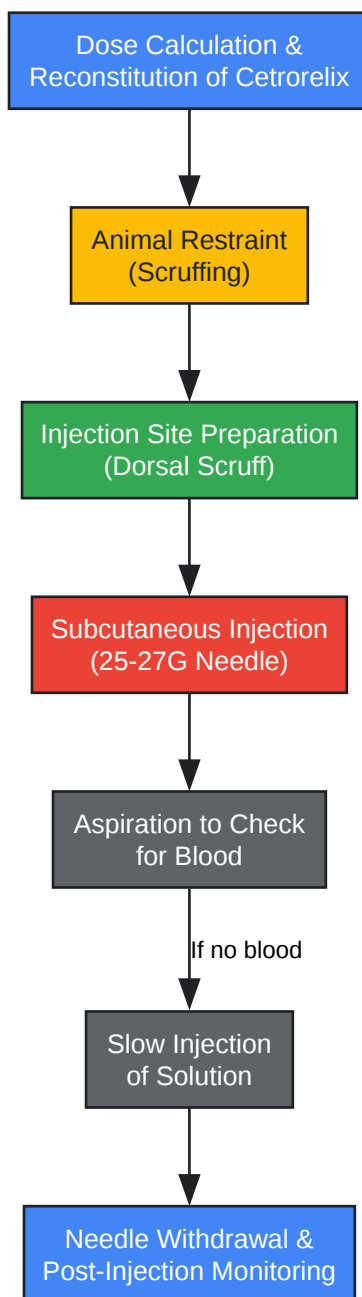 Dose Calculation &
Reconstitution of Cetrorelix
Animal Restraint
(Scruffing)
Injection Site Preparation
(Dorsal Scruff)
Subcutaneous Injection
(25-27G Needle)
Aspiration to Check
for Blood
If no blood
Slow Injection
of Solution
Needle Withdrawal &
Post-Injection Monitoring